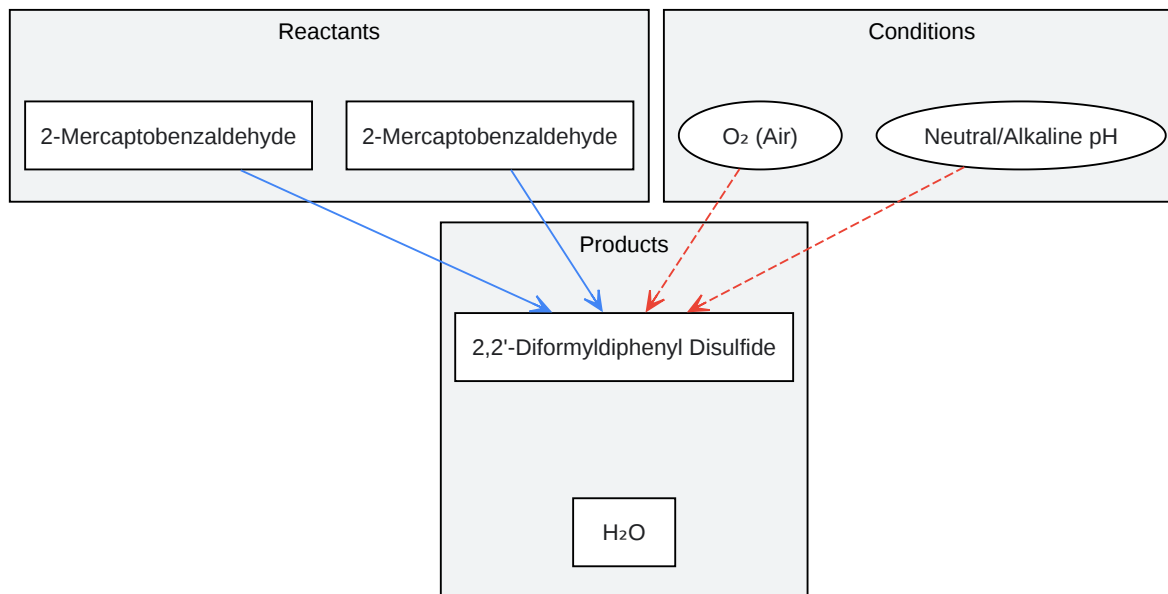 Reactants
Conditions
2-Mercaptobenzaldehyde
2-Mercaptobenzaldehyde
O₂ (Air)
Neutral/Alkaline pH
Products
2,2'-Diformyldiphenyl Disulfide
H₂O